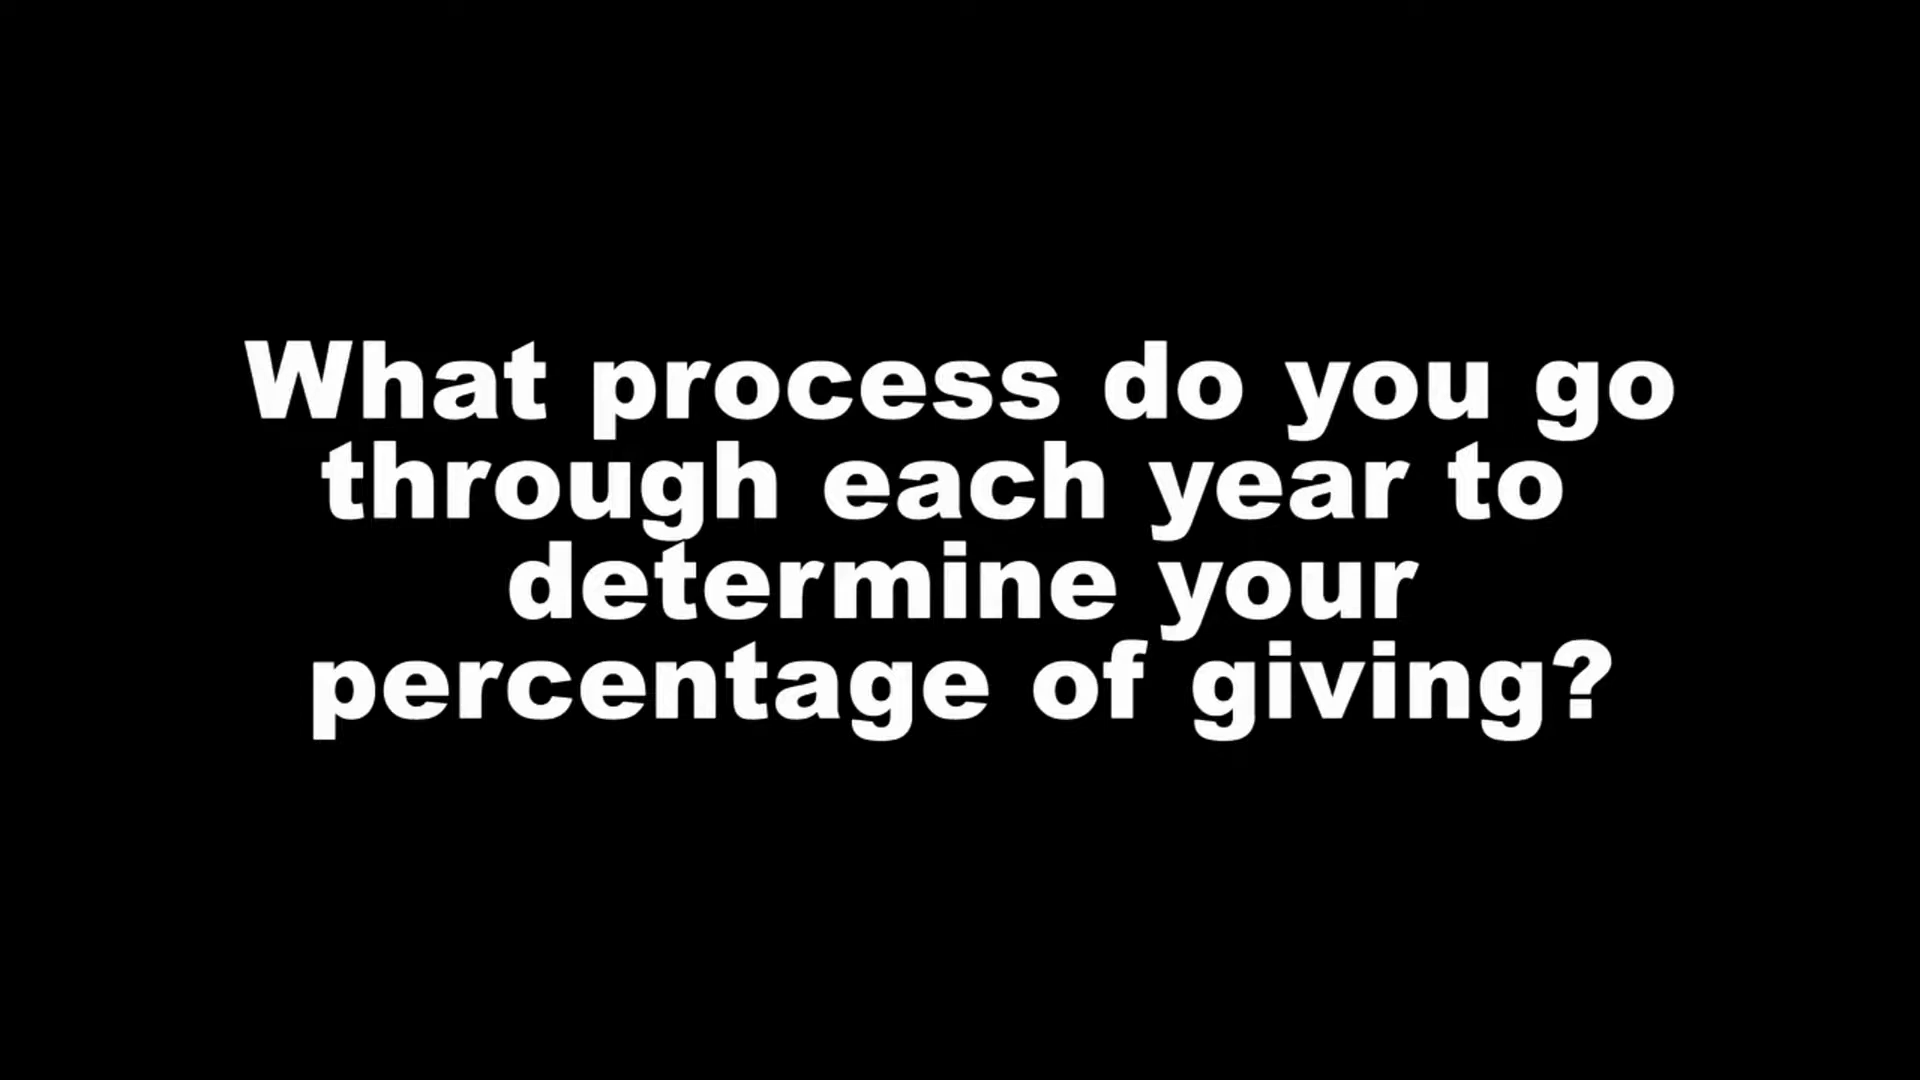 What process do you go
through each year to
determine your
percentage of giving?